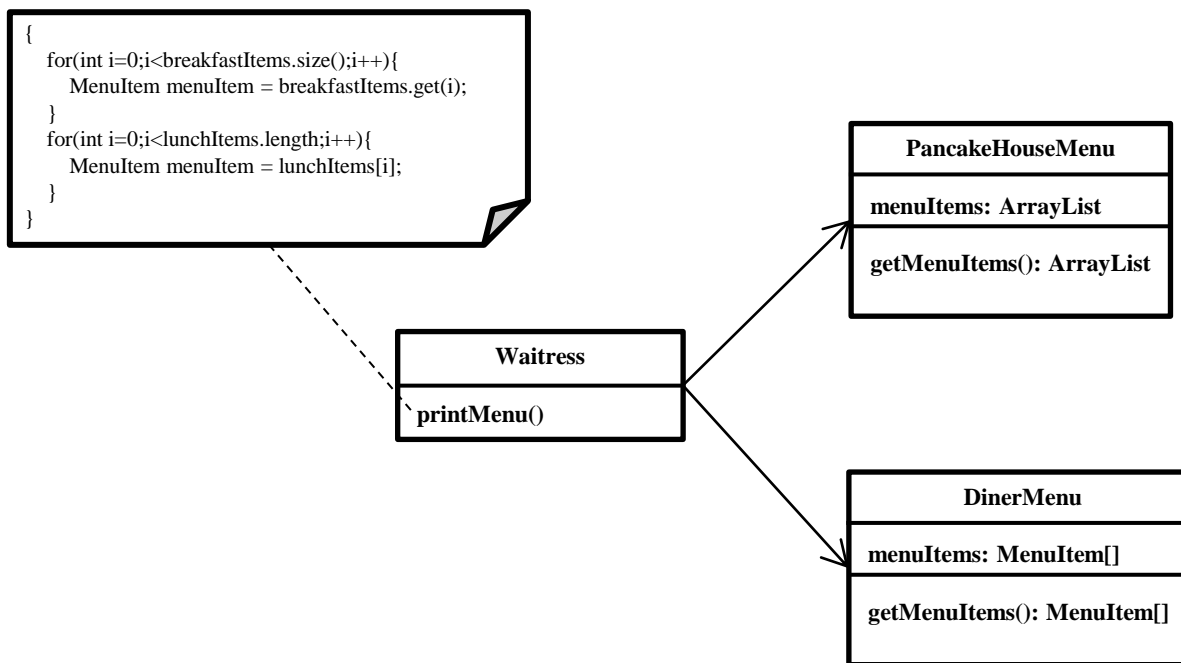 {
for(int i=0;i<breakfastItems.size();i++){
MenuItem menuItem = breakfastItems.get(i);
}
for(int i=0;i<lunchItems.length;i++){
MenuItem menuItem = lunchItems[i];
}
}
PancakeHouseMenu
menuItems: ArrayList
getMenuItems(): ArrayList
Waitress
printMenu()
DinerMenu
menuItems: MenuItem[]
getMenuItems(): MenuItem[]